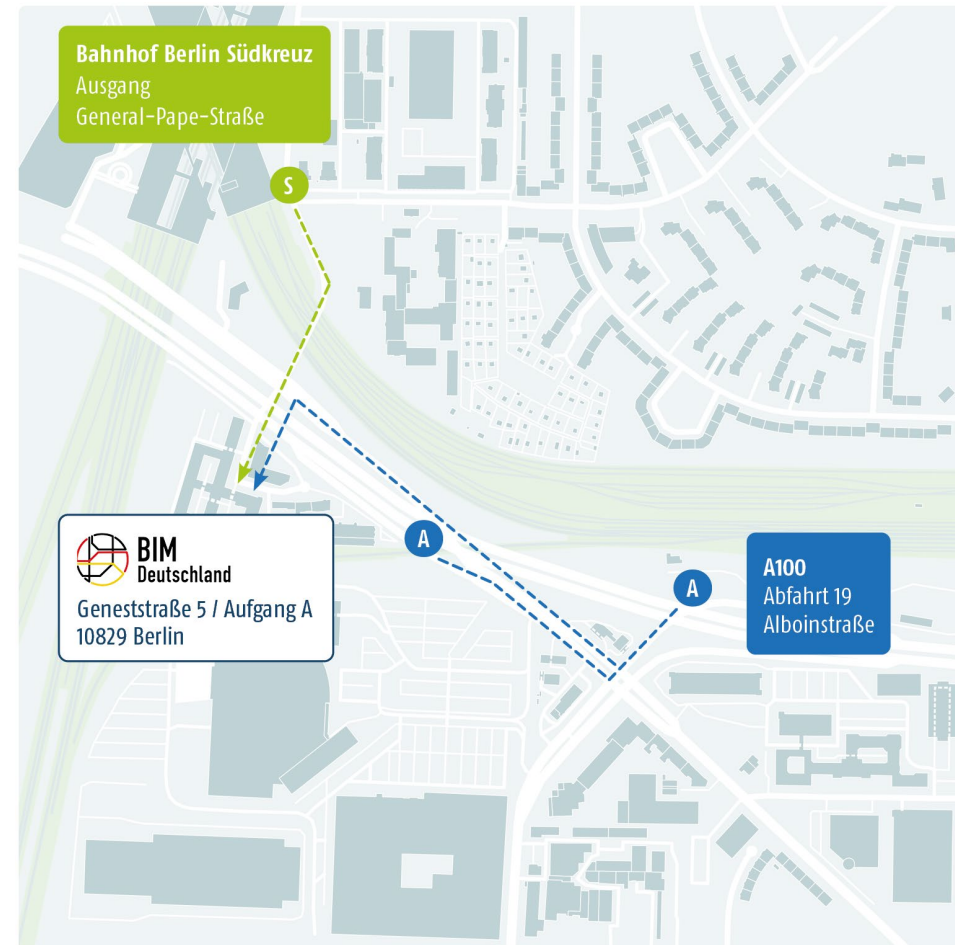 Bahnhof Berlin Südkreuz
Ausgang
General-Pape-Straße
S
A
A
BIM
Deutschland
Geneststraße 5 / Aufgang A
10829 Berlin
A100
Abfahrt 19
Alboinstraße